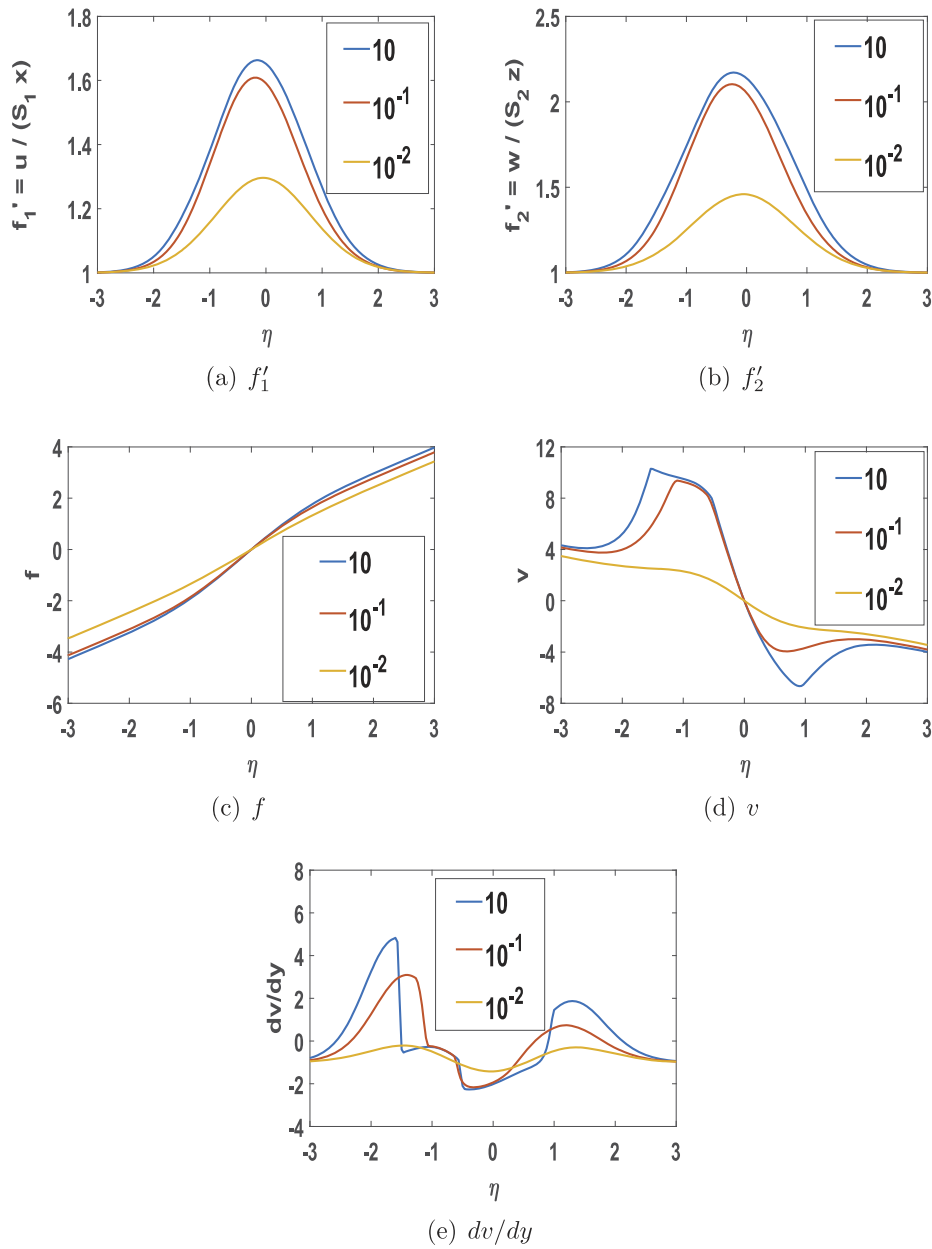 1.8
1.6
1.4
1.2
1
-3 -2 -1 0 1 2 3
f₁' = u / (S₁ x)
η
10
10⁻¹
10⁻²
(a) f₁′
2.5
2
1.5
1
-3 -2 -1 0 1 2 3
f₂' = w / (S₂ z)
η
10
10⁻¹
10⁻²
(b) f₂′
4
2
0
-2
-4
-6
-3 -2 -1 0 1 2 3
f
η
10
10⁻¹
10⁻²
(c) f
12
8
4
0
-4
-8
-3 -2 -1 0 1 2 3
v
η
10
10⁻¹
10⁻²
(d) v
8
6
4
2
0
-2
-4
-3 -2 -1 0 1 2 3
dv/dy
η
10
10⁻¹
10⁻²
(e) dv/dy